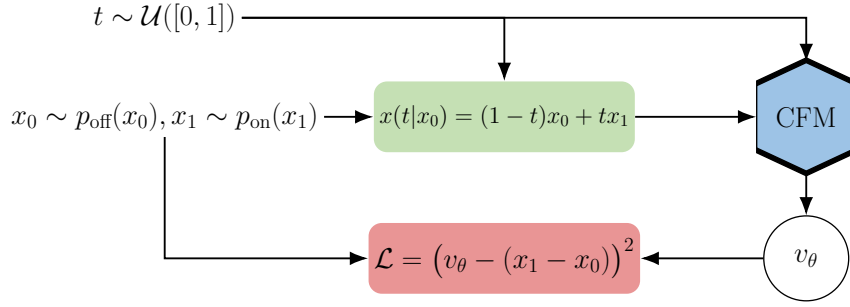 t ∼ 𝒰([0, 1])
x₀ ∼ p_off(x₀), x₁ ∼ p_on(x₁)
x(t|x₀) = (1 − t)x₀ + tx₁
CFM
ℒ = (v_θ − (x₁ − x₀))²
v_θ